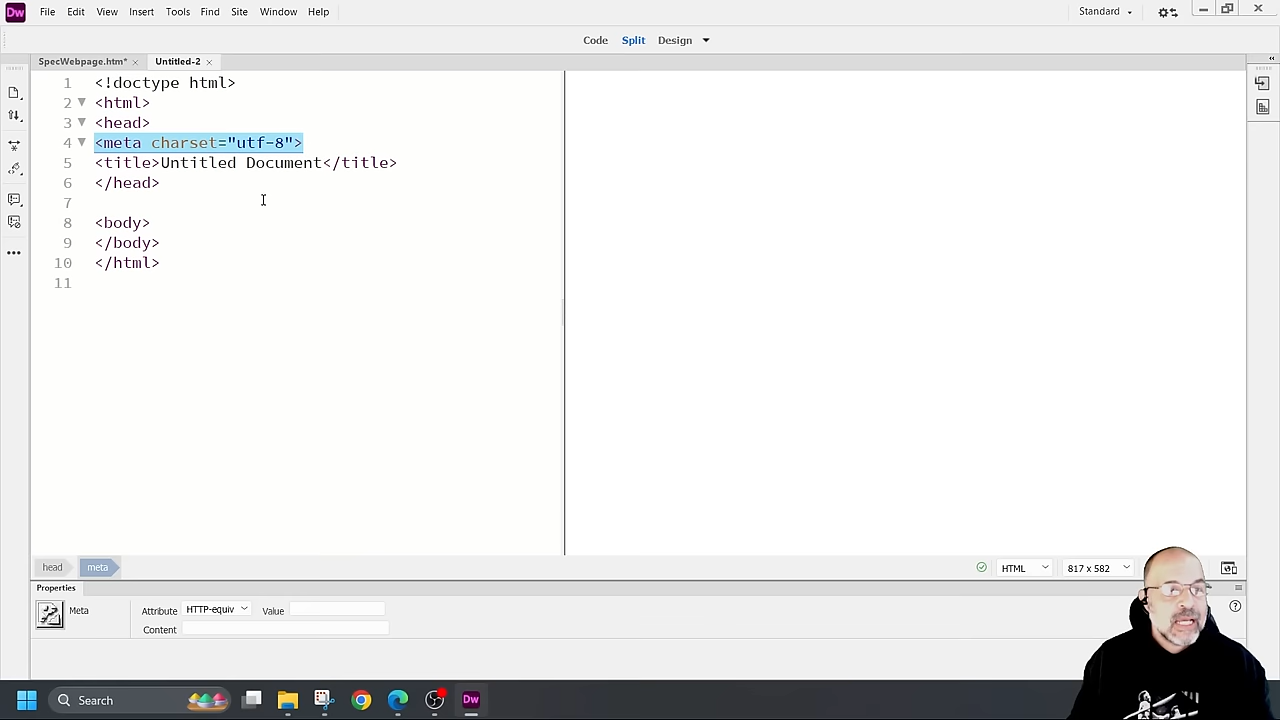 Dw File Edit View Insert Tools Find Site Window Help Standard
Code Split Design
SpecWebpage.htm* × Untitled-2 ×
1 <!doctype html>
2 <html>
3 <head>
4 <meta charset="utf-8">
5 <title>Untitled Document</title>
6 </head>
7
8 <body>
9 </body>
10 </html>
11
head meta HTML 817 x 582
Properties
Meta Attribute HTTP-equiv Value
Content
Search Dw